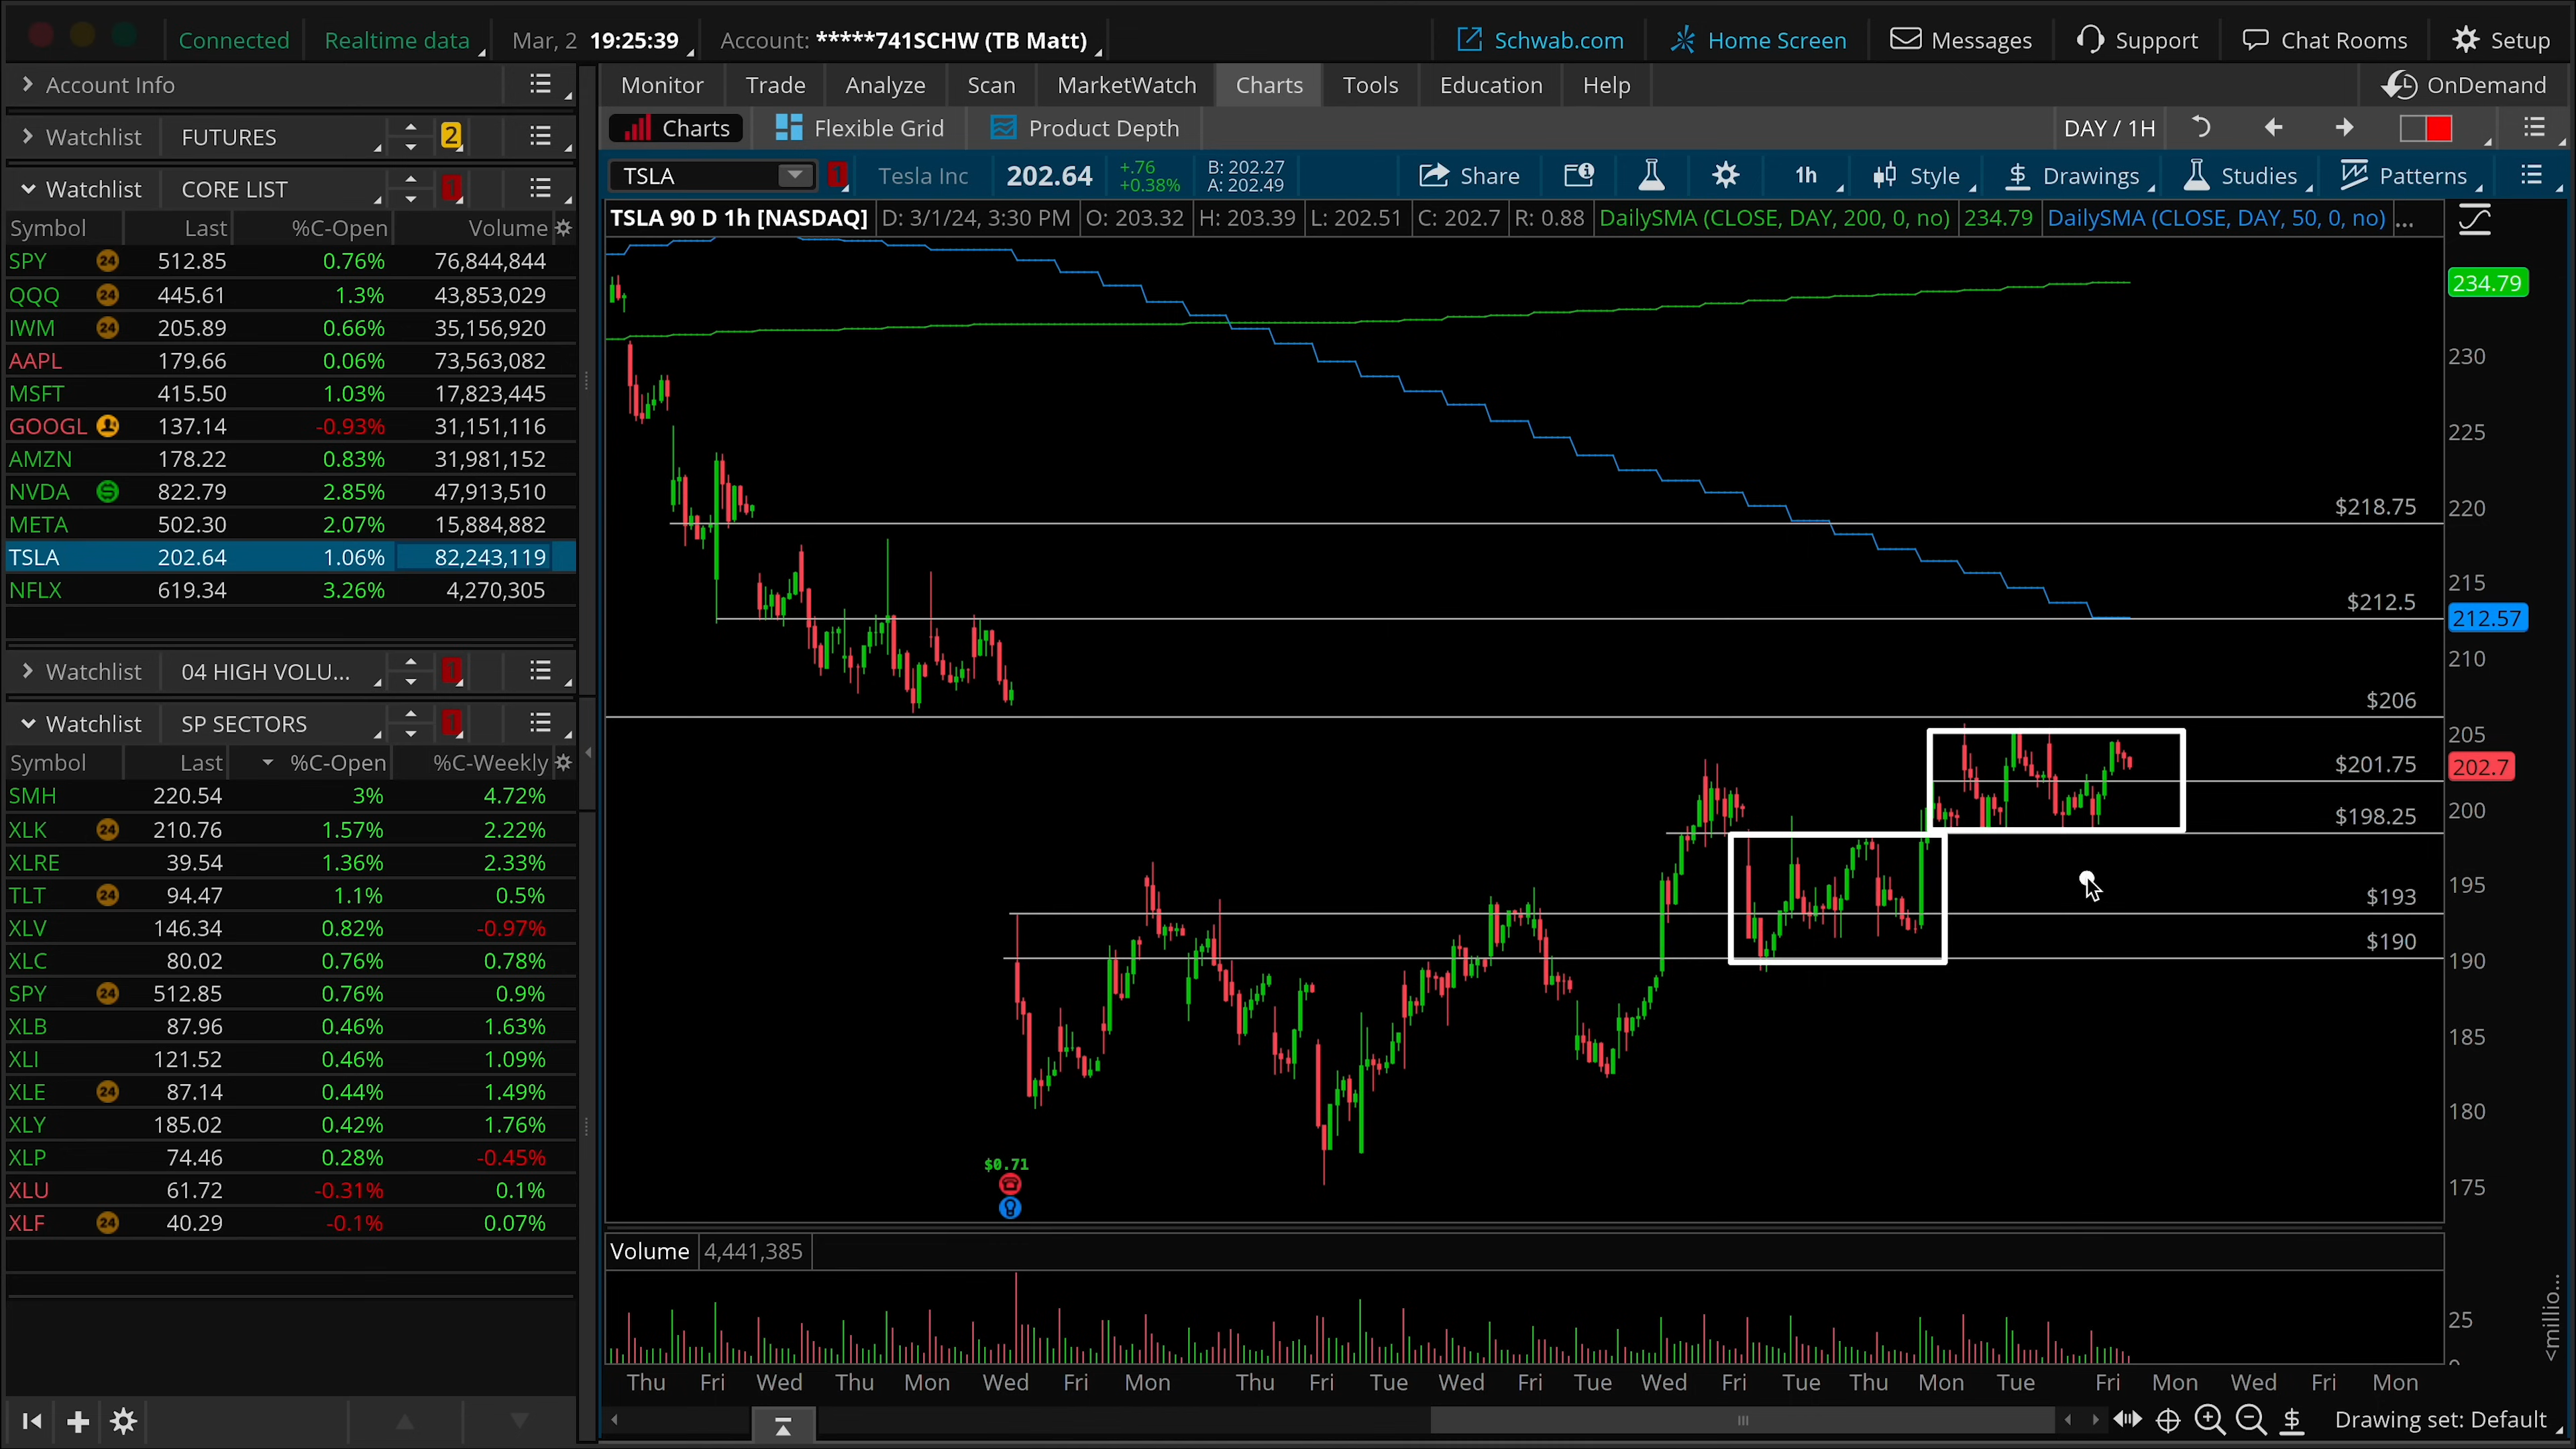 Connected Realtime data Mar, 2 19:25:39 Account: *****741SCHW (TB Matt) Schwab.com Home Screen Messages Support Chat Rooms Setup
Account Info
Monitor Trade Analyze Scan MarketWatch Charts Tools Education Help OnDemand
Watchlist FUTURES 2
Charts Flexible Grid Product Depth DAY / 1H
Watchlist CORE LIST 1
TSLA 1 Tesla Inc 202.64 +.76 +0.38% B: 202.27 A: 202.49 Share 1h Style Drawings Studies Patterns
TSLA 90 D 1h [NASDAQ] D: 3/1/24, 3:30 PM O: 203.32 H: 203.39 L: 202.51 C: 202.7 R: 0.88 DailySMA (CLOSE, DAY, 200, 0, no) 234.79 DailySMA (CLOSE, DAY, 50, 0, no) ...
Symbol Last %C-Open Volume
SPY 24 512.85 0.76% 76,844,844
QQQ 24 445.61 1.3% 43,853,029
IWM 24 205.89 0.66% 35,156,920
AAPL 179.66 0.06% 73,563,082
MSFT 415.50 1.03% 17,823,445
GOOGL 137.14 -0.93% 31,151,116
AMZN 178.22 0.83% 31,981,152
NVDA 822.79 2.85% 47,913,510
META 502.30 2.07% 15,884,882
TSLA 202.64 1.06% 82,243,119
NFLX 619.34 3.26% 4,270,305
Watchlist 04 HIGH VOLU... 1
Watchlist SP SECTORS 1
Symbol Last %C-Open %C-Weekly
SMH 220.54 3% 4.72%
XLK 24 210.76 1.57% 2.22%
XLRE 39.54 1.36% 2.33%
TLT 24 94.47 1.1% 0.5%
XLV 146.34 0.82% -0.97%
XLC 80.02 0.76% 0.78%
SPY 24 512.85 0.76% 0.9%
XLB 87.96 0.46% 1.63%
XLI 121.52 0.46% 1.09%
XLE 24 87.14 0.44% 1.49%
XLY 185.02 0.42% 1.76%
XLP 74.46 0.28% -0.45%
XLU 61.72 -0.31% 0.1%
XLF 24 40.29 -0.1% 0.07%
234.79
230
225
$218.75 220
215
$212.5 212.57
210
$206
205
$201.75 202.7
$198.25 200
195
$193
$190 190
185
180
$0.71
175
Volume 4,441,385
25
0
<millio...
Thu Fri Wed Thu Mon Wed Fri Mon Thu Fri Tue Wed Fri Tue Wed Fri Tue Thu Mon Tue Fri Mon Wed Fri Mon
Drawing set: Default